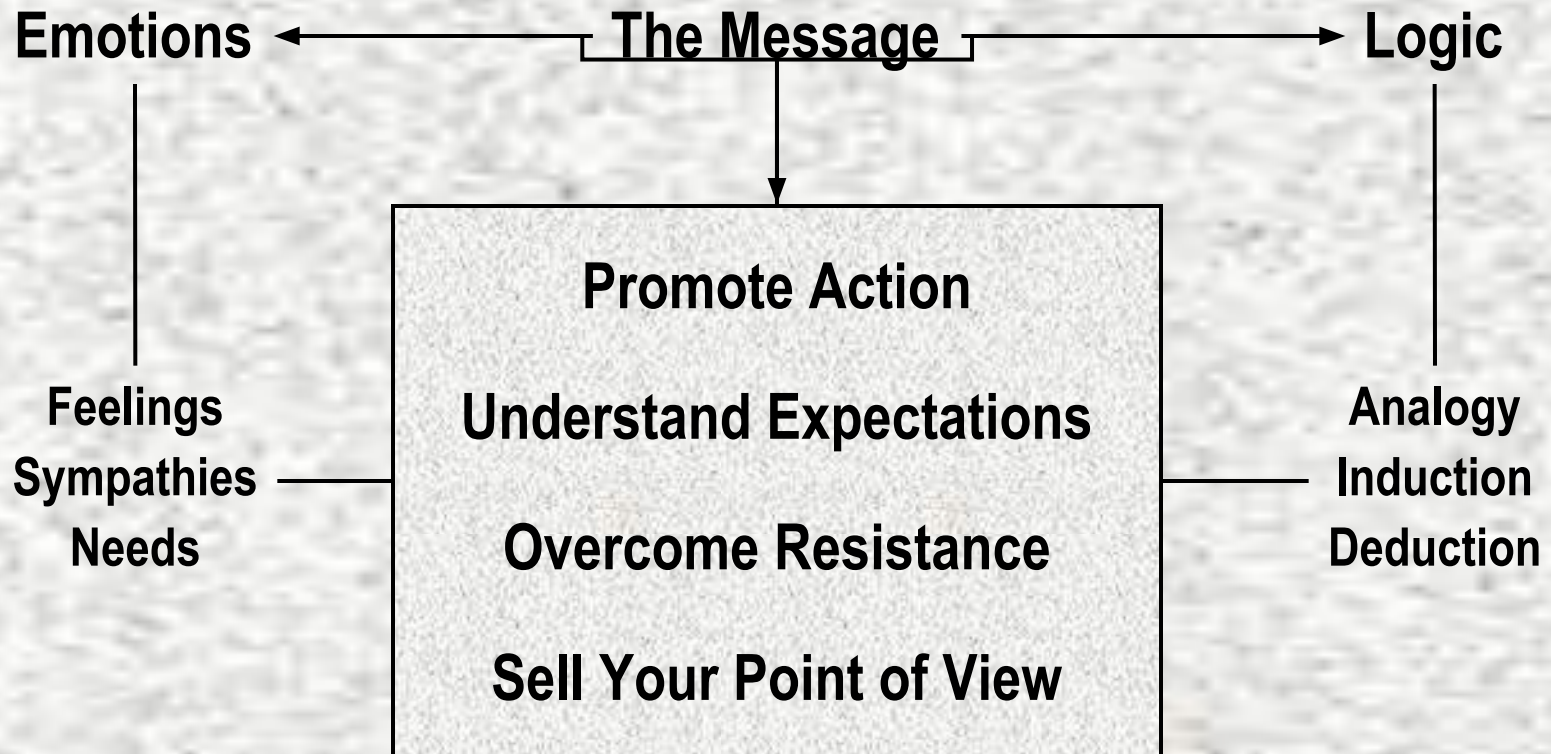 Emotions The Message Logic
Promote Action
Feelings Understand Expectations Analogy
Sympathies Induction
Needs Overcome Resistance Deduction
Sell Your Point of View